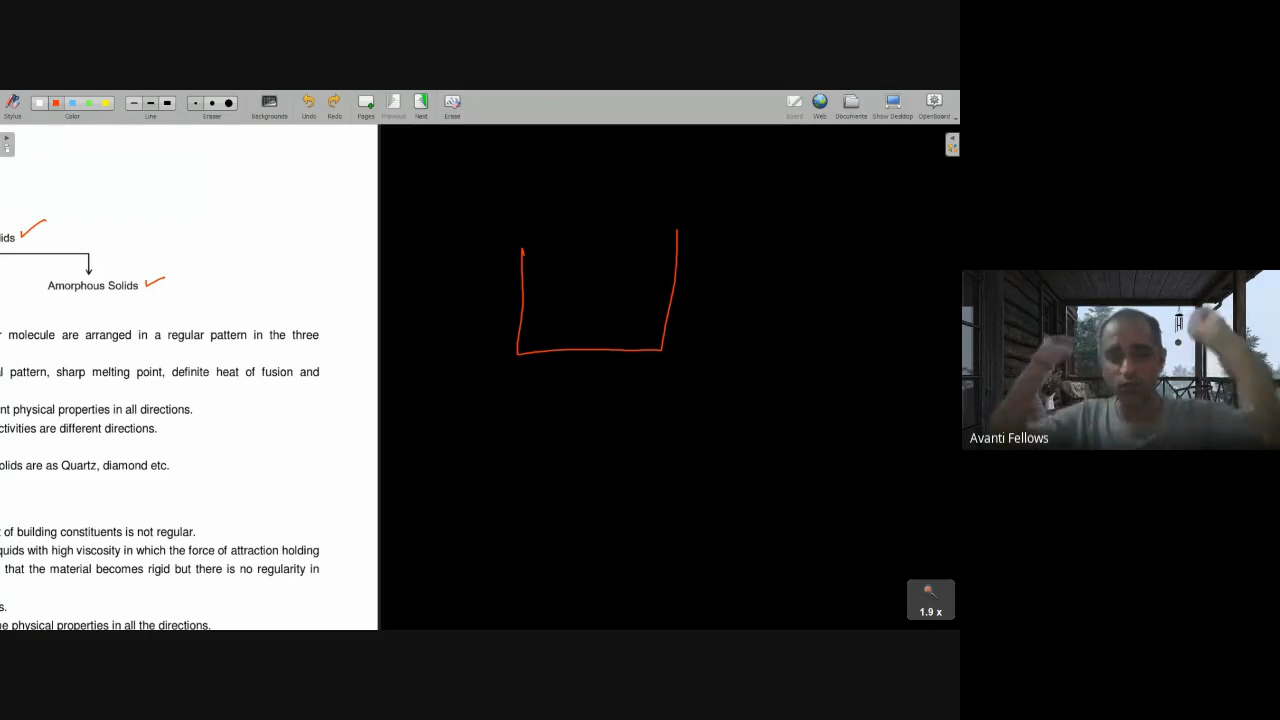 Stylus Color Line Eraser Backgrounds Undo Redo Pages Previous Next Erase Board Web Documents Show Desktop OpenBoard
lids
Amorphous Solids
r molecule are arranged in a regular pattern in the three
l pattern, sharp melting point, definite heat of fusion and
nt physical properties in all directions.
ctivities are different directions.
olids are as Quartz, diamond etc.
t of building constituents is not regular.
quids with high viscosity in which the force of attraction holding
that the material becomes rigid but there is no regularity in
s.
ne physical properties in all the directions.
Avanti Fellows
1.9 x